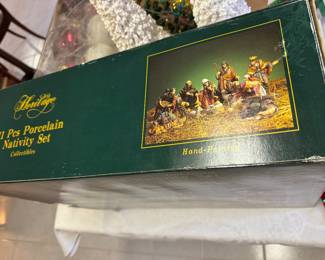 Heritage
11 Pcs Porcelain
Nativity Set
Collectibles
Hand-Painted